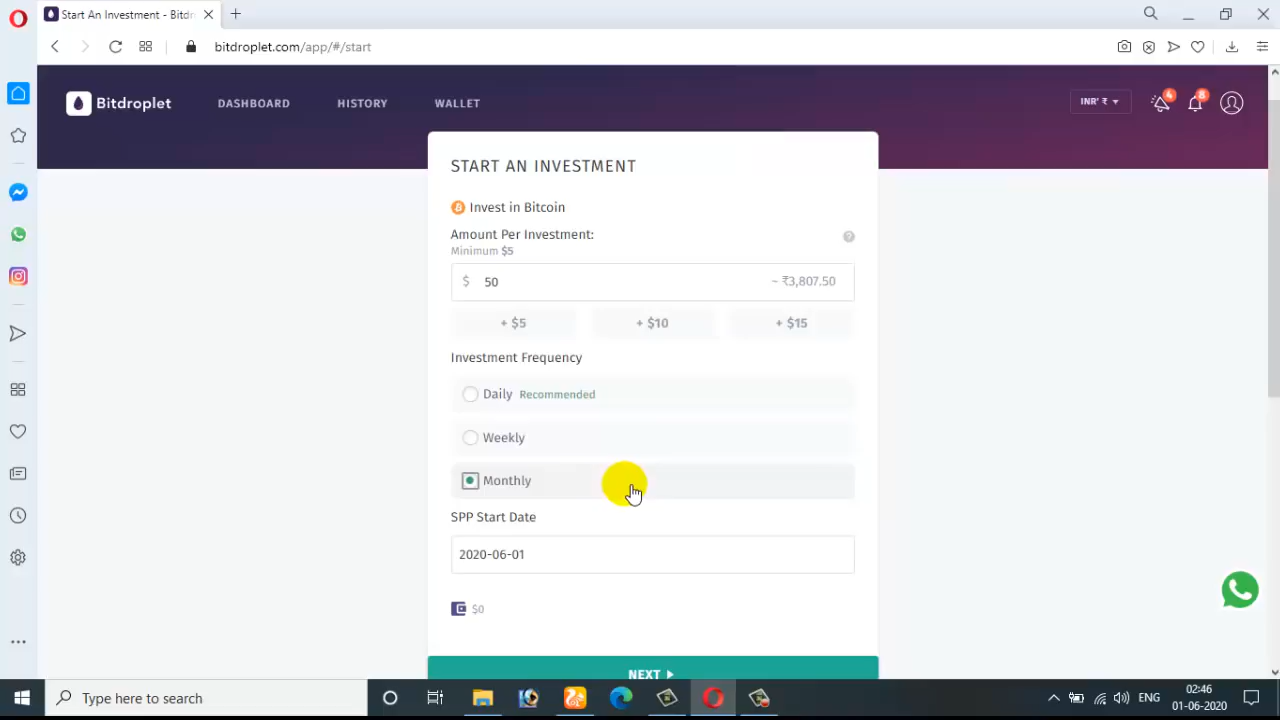 Start An Investment - Bitdr
bitdroplet.com/app/#/start
Bitdroplet
DASHBOARD
HISTORY
WALLET
INR' ₹ ▾
4
8
START AN INVESTMENT
Invest in Bitcoin
Amount Per Investment:
Minimum $5
$ 50
~ ₹3,807.50
+ $5
+ $10
+ $15
Investment Frequency
Daily Recommended
Weekly
Monthly
SPP Start Date
2020-06-01
$0
NEXT
Type here to search
ENG
02:46
01-06-2020